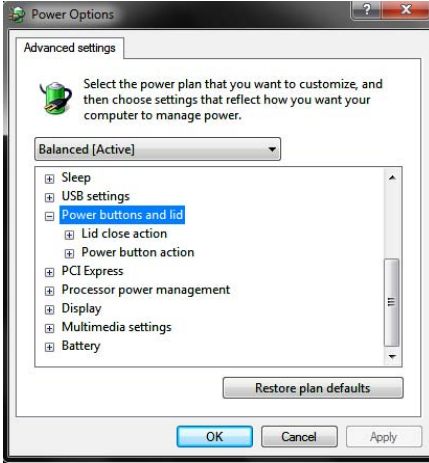 Power Options
Advanced settings
Select the power plan that you want to customize, and
then choose settings that reflect how you want your
computer to manage power.
Balanced [Active]
Sleep
USB settings
Power buttons and lid
Lid close action
Power button action
PCI Express
Processor power management
Display
Multimedia settings
Battery
Restore plan defaults
OK Cancel Apply